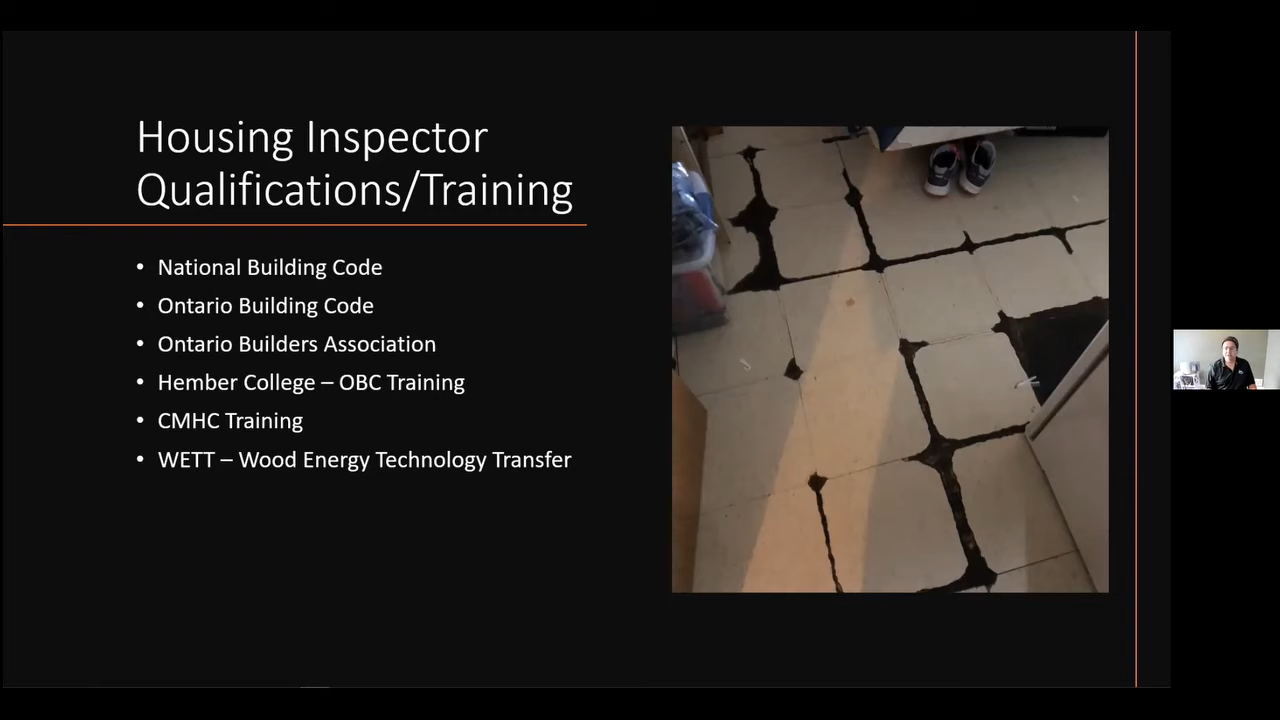 Housing Inspector
Qualifications/Training
• National Building Code
• Ontario Building Code
• Ontario Builders Association
• Hember College – OBC Training
• CMHC Training
• WETT – Wood Energy Technology Transfer